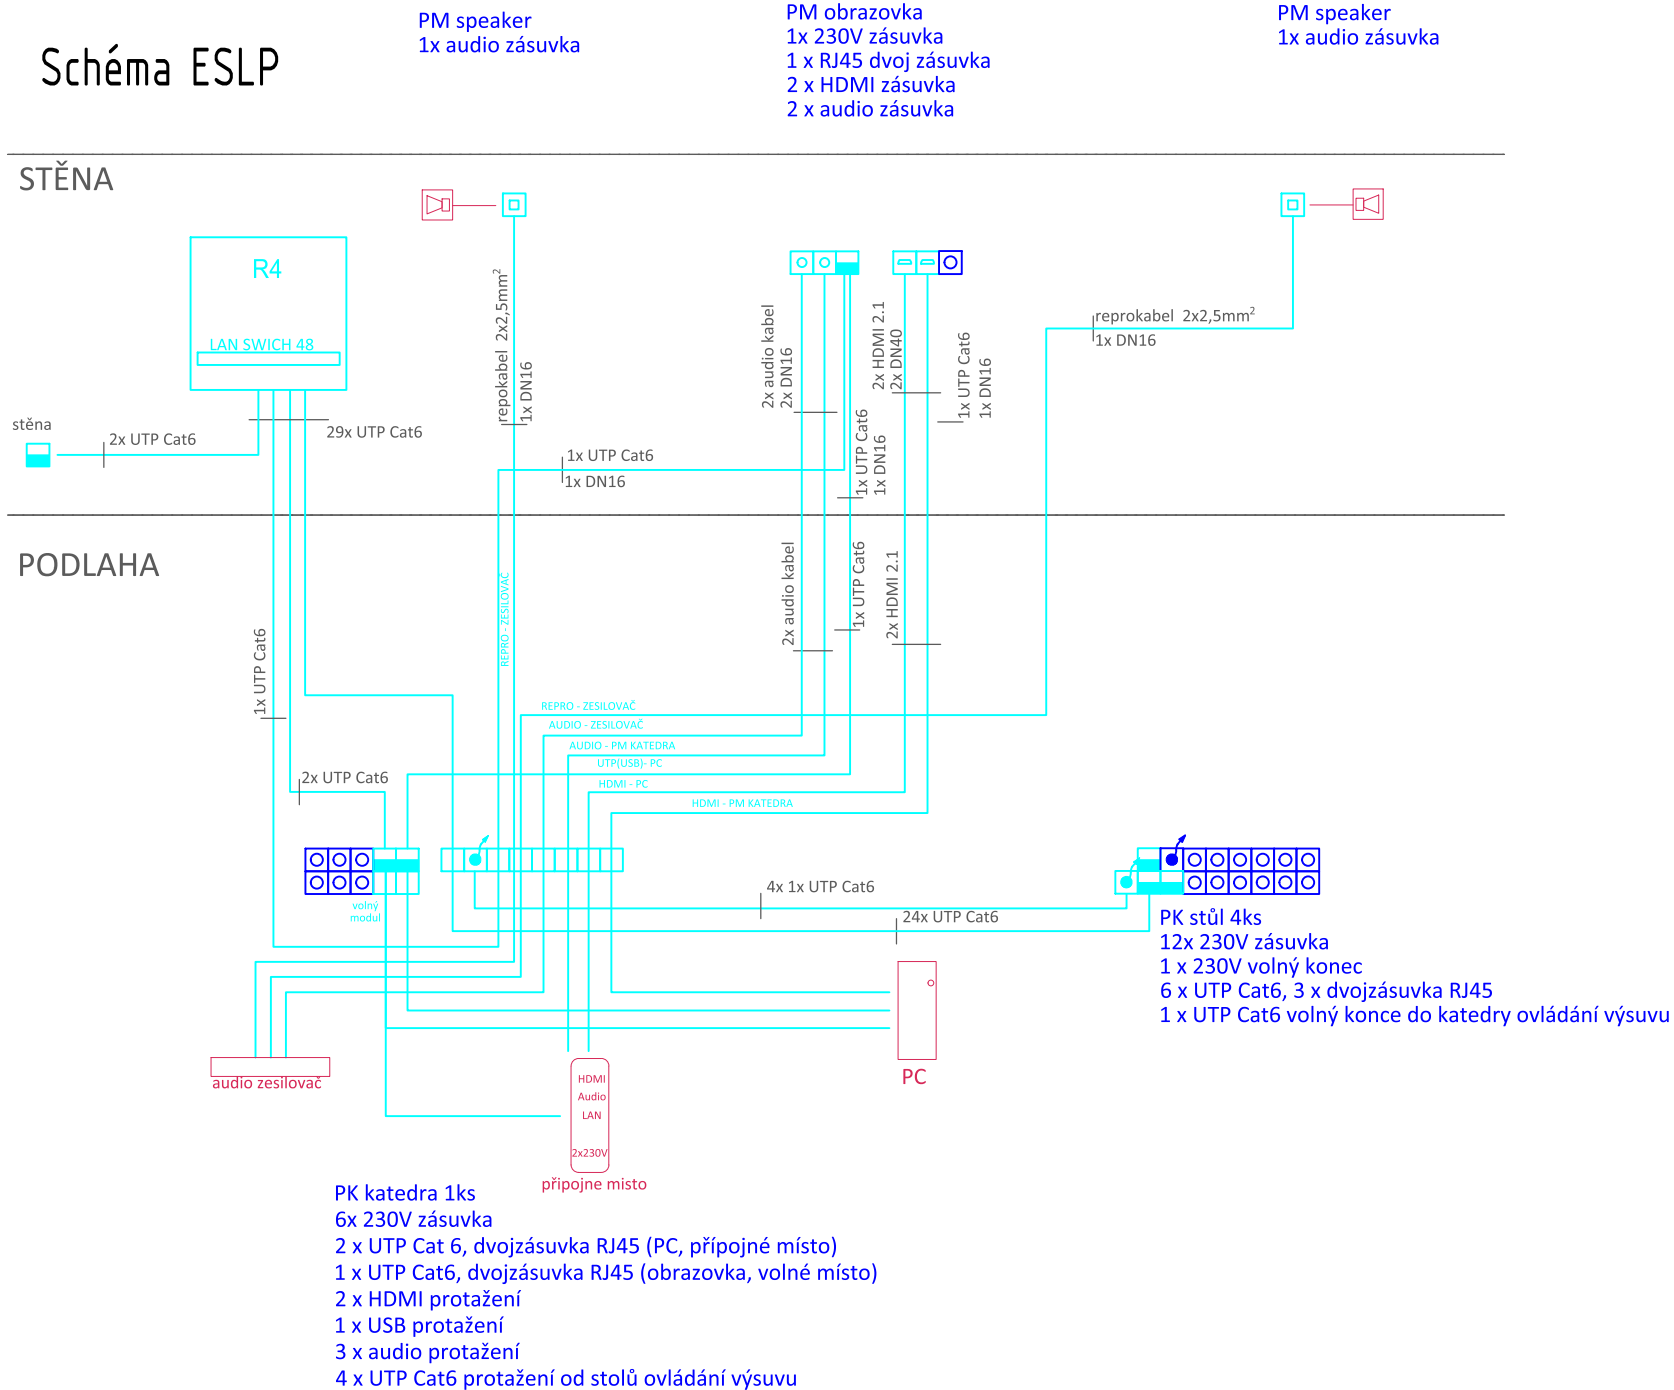 Schéma ESLP
PM speaker
1x audio zásuvka
PM obrazovka
1x 230V zásuvka
1 x RJ45 dvoj zásuvka
2 x HDMI zásuvka
2 x audio zásuvka
PM speaker
1x audio zásuvka
STĚNA
R4
LAN SWICH 48
stěna
2x UTP Cat6
29x UTP Cat6
repokabel 2x2,5mm²
1x DN16
1x UTP Cat6
1x DN16
2x audio kabel
2x DN16
1x UTP Cat6
1x DN16
2x HDMI 2.1
2x DN40
1x UTP Cat6
1x DN16
reprokabel 2x2,5mm²
1x DN16
PODLAHA
1x UTP Cat6
2x UTP Cat6
REPRO - ZESILOVAČ
2x audio kabel
1x UTP Cat6
2x HDMI 2.1
REPRO - ZESILOVAČ
AUDIO - ZESILOVAČ
AUDIO - PM KATEDRA
UTP(USB)- PC
HDMI - PC
HDMI - PM KATEDRA
volný
modul
4x 1x UTP Cat6
24x UTP Cat6
PK stůl 4ks
12x 230V zásuvka
1 x 230V volný konec
6 x UTP Cat6, 3 x dvojzásuvka RJ45
1 x UTP Cat6 volný konce do katedry ovládání výsuvu
audio zesilovač
HDMI
Audio
LAN
2x230V
připojne misto
PC
PK katedra 1ks
6x 230V zásuvka
2 x UTP Cat 6, dvojzásuvka RJ45 (PC, přípojné místo)
1 x UTP Cat6, dvojzásuvka RJ45 (obrazovka, volné místo)
2 x HDMI protažení
1 x USB protažení
3 x audio protažení
4 x UTP Cat6 protažení od stolů ovládání výsuvu